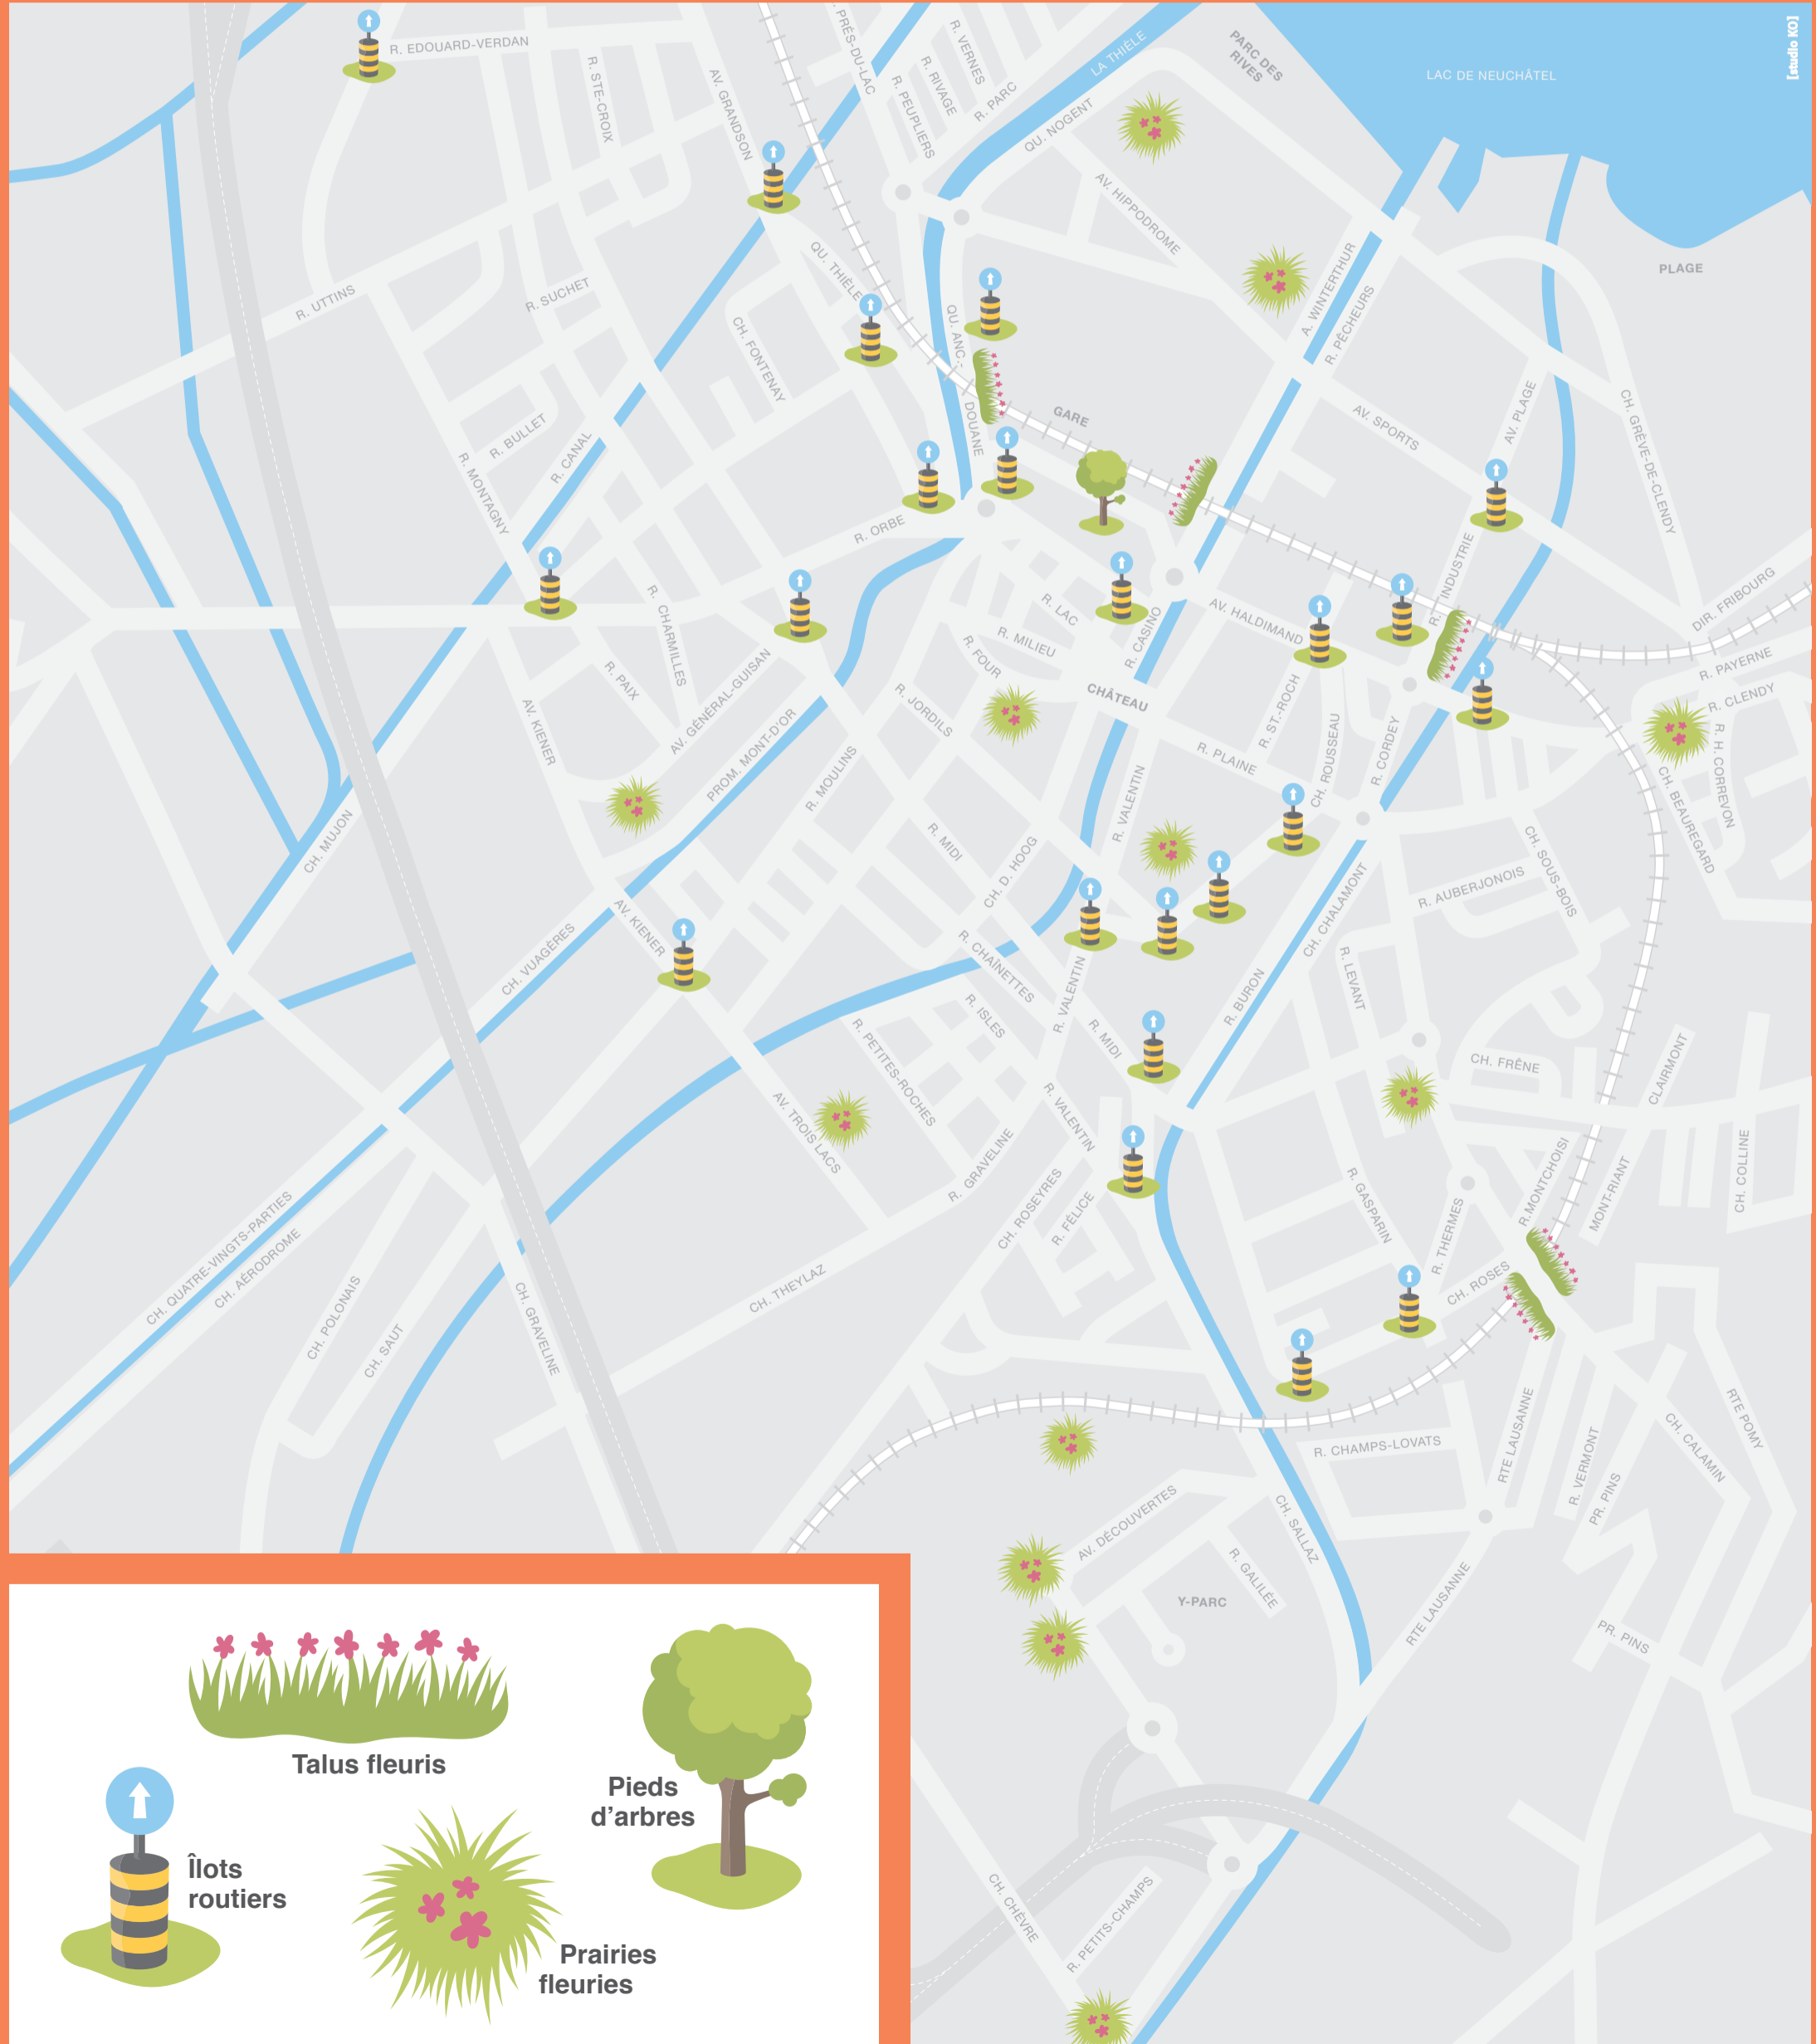 [studio KO]
R. EDOUARD-VERDAN
R. STE-CROIX
AV. GRANDSON
PRÉS-DU-LAC
R. PEUPLIERS
R. RIVAGE
R. VERNES
R. PARC
LA THIÈLE
QU. NOGENT
PARC DES
RIVES
LAC DE NEUCHÂTEL
AV. HIPPODROME
PLAGE
R. UTTINS
R. SUCHET
QU. THIÈLE
CH. FONTENAY
QU. ANC.-
DOUANE
GARE
A. WINTERTHUR
R. PÊCHEURS
AV. SPORTS
AV. PLAGE
CH. GRÈVE-DE-CLENDY
R. BULLET
R. CANAL
R. MONTAGNY
R. ORBE
R. INDUSTRIE
DIR. FRIBOURG
R. PAYERNE
R. CLENDY
R. H. CORREVON
CH. BEAUREGARD
R. CHARMILLES
R. PAIX
AV. GÉNÉRAL-GUISAN
AV. KIENER
PROM. MONT-D'OR
R. LAC
R. MILIEU
R. FOUR
R. CASINO
CHÂTEAU
AV. HALDIMAND
R. ST.-ROCH
CH. ROUSSEAU
R. CORDEY
R. PLAINE
R. JORDILS
R. MOULINS
R. MIDI
CH. D. HOOG
R. VALENTIN
CH. MUJON
AV. KIENER
CH. VUAGÈRES
R. CHAÎNETTES
R. ISLES
R. VALENTIN
R. MIDI
R. BURON
CH. CHALAMONT
R. LEVANT
R. AUBERJONOIS
CH. SOUS-BOIS
CH. FRÊNE
CLAIRMONT
CH. COLLINE
R. PETITES-ROCHES
AV. TROIS LACS
R. VALENTIN
R. GRAVELINE
CH. ROSEYRES
R. FÉLICE
R. GASPARIN
R. THERMES
R.MONTCHOISI
MONT-RIANT
CH. ROSES
CH. QUATRE-VINGTS-PARTIES
CH. AÉRODROME
CH. POLONAIS
CH. SAUT
CH. GRAVELINE
CH. THEYLAZ
R. CHAMPS-LOVATS
RTE LAUSANNE
R. VERMONT
PR. PINS
CH. CALAMIN
RTE POMY
AV. DÉCOUVERTES
CH. SALLAZ
R. GALILÉE
Y-PARC
RTE LAUSANNE
PR. PINS
CH. CHÈVRE
R. PETITS-CHAMPS
Talus fleuris
Pieds
d'arbres
Îlots
routiers
Prairies
fleuries